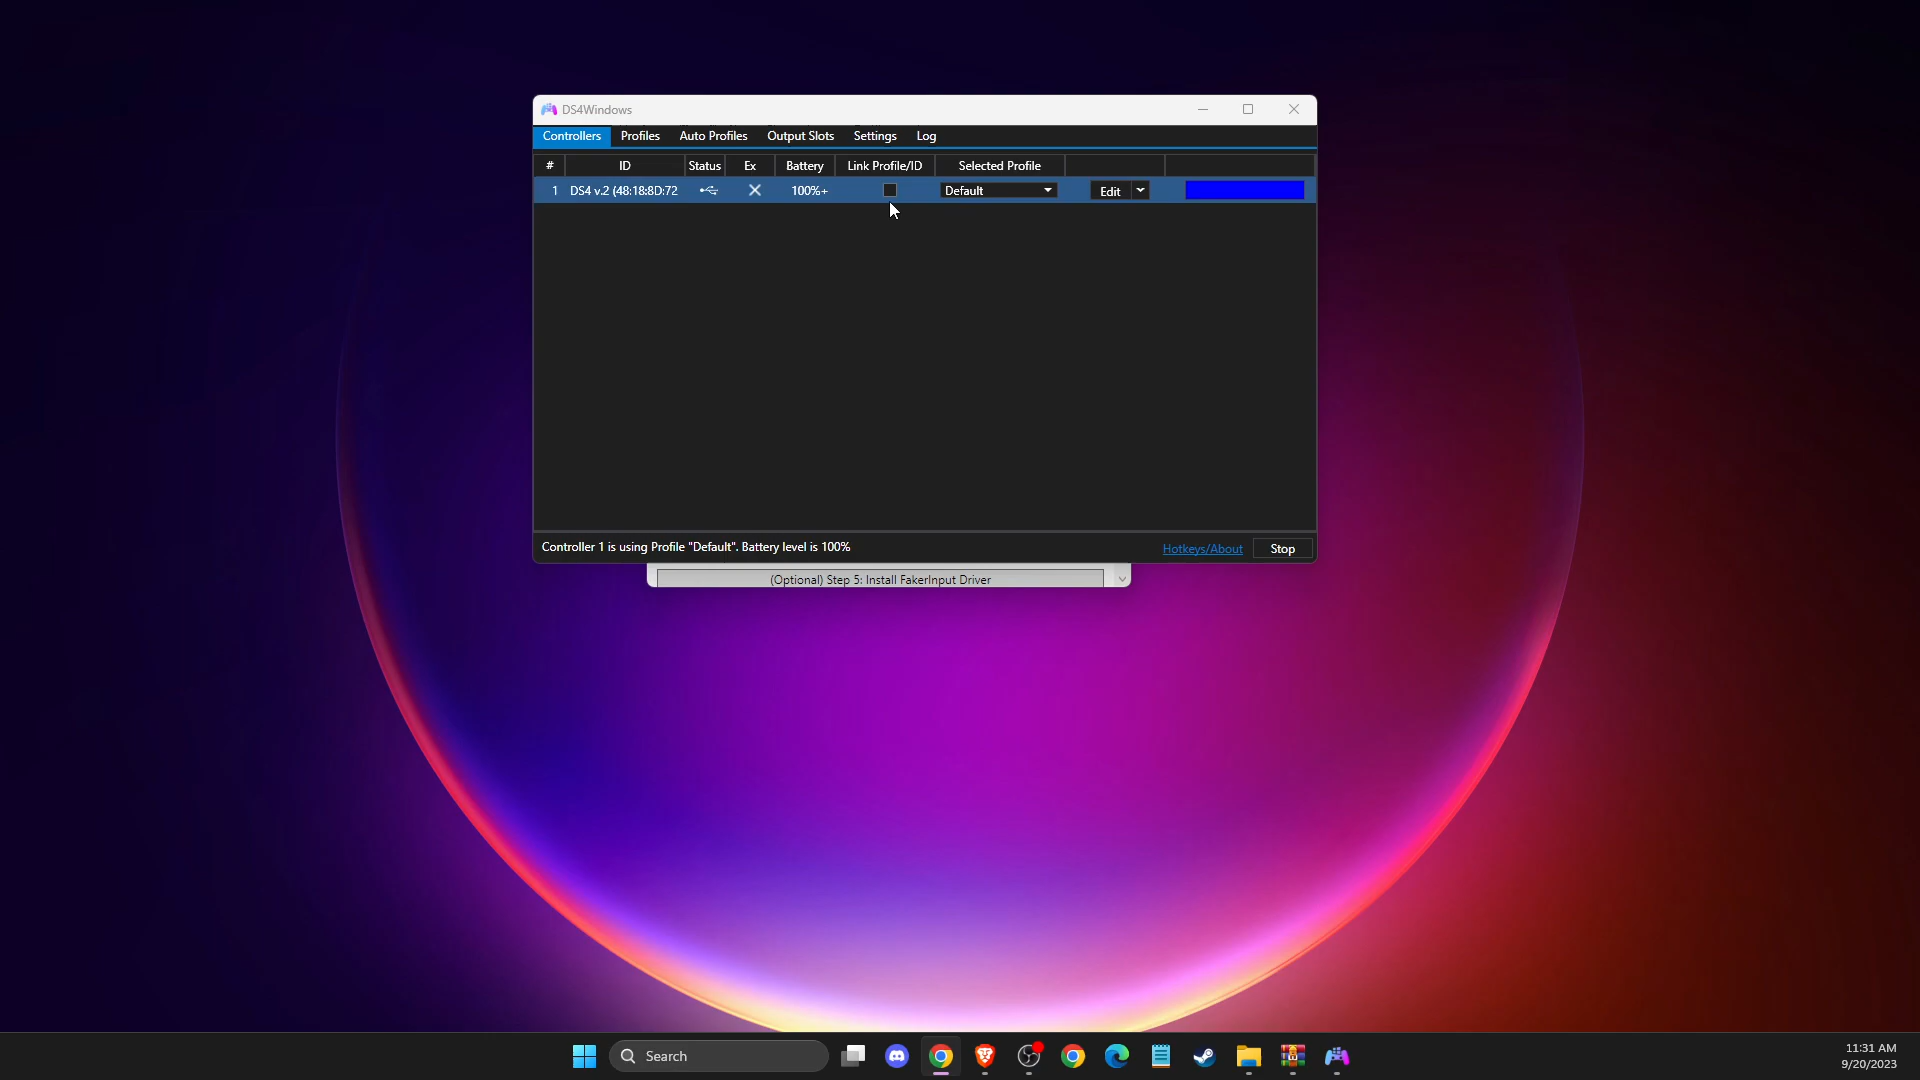 DS4Windows
Controllers Profiles Auto Profiles Output Slots Settings Log
# ID Status Ex Battery Link Profile/ID Selected Profile
1 DS4 v.2 (48:18:8D:72 100%+ Default Edit
Controller 1 is using Profile "Default". Battery level is 100% Hotkeys/About Stop
(Optional) Step 5: Install FakerInput Driver
Search
11:31 AM
9/20/2023